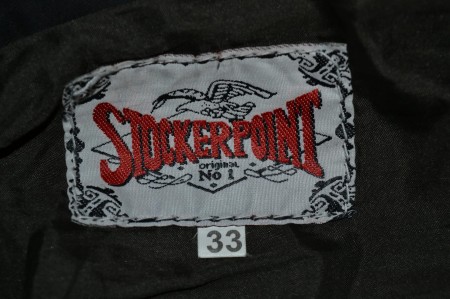 STOCKERPOINT
original
No 1
33